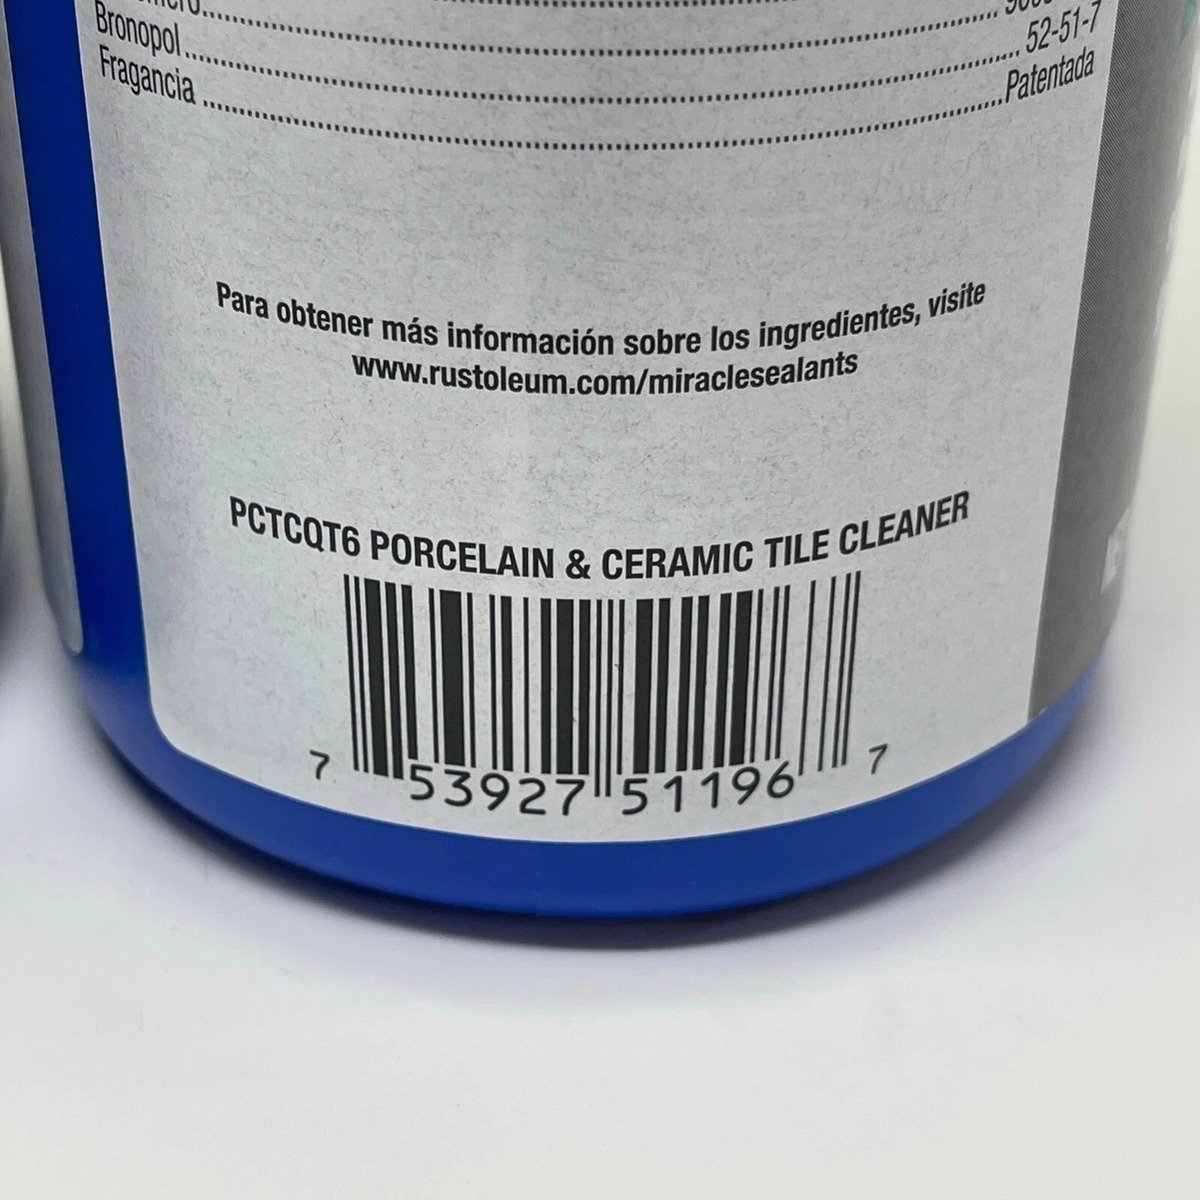 Bronopol........................52-51-7
Fragancia........................Patentada
Para obtener más información sobre los ingredientes, visite
www.rustoleum.com/miraclesealants
PCTCQT6 PORCELAIN & CERAMIC TILE CLEANER
7 53927 51196 7